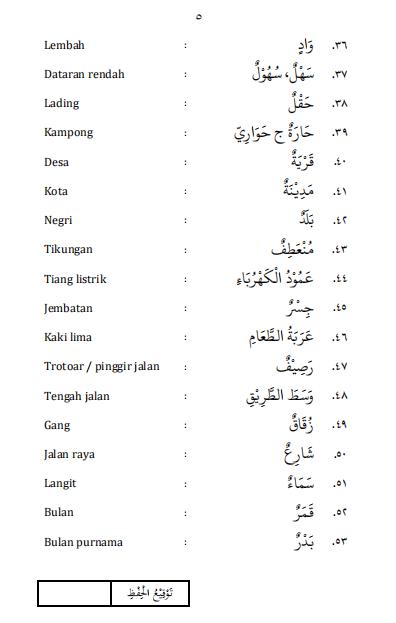 ٥
Lembah : وَادٍ .٣٦
Dataran rendah : سَهْلٌ، سُهُوْلٌ .٣٧
Lading : حَقْلٌ .٣٨
Kampong : حَارَةٌ ج حَوَارِيّ .٣٩
Desa : قَرْيَةٌ .٤٠
Kota : مَدِيْنَةٌ .٤١
Negri : بَلَدٌ .٤٢
Tikungan : مُنْعَطِفٌ .٤٣
Tiang listrik : عَمُوْدُ الْكَهْرُبَاءِ .٤٤
Jembatan : جِسْرٌ .٤٥
Kaki lima : عَرَبَةُ الطَّعَامِ .٤٦
Trotoar / pinggir jalan : رَصِيْفٌ .٤٧
Tengah jalan : وَسَطَ الطَّرِيْقِ .٤٨
Gang : زُقَاقٌ .٤٩
Jalan raya : شَارِعٌ .٥٠
Langit : سَمَاءٌ .٥١
Bulan : قَمَرٌ .٥٢
Bulan purnama : بَدْرٌ .٥٣
تَوْقِيْعُ الْحِفْظِ